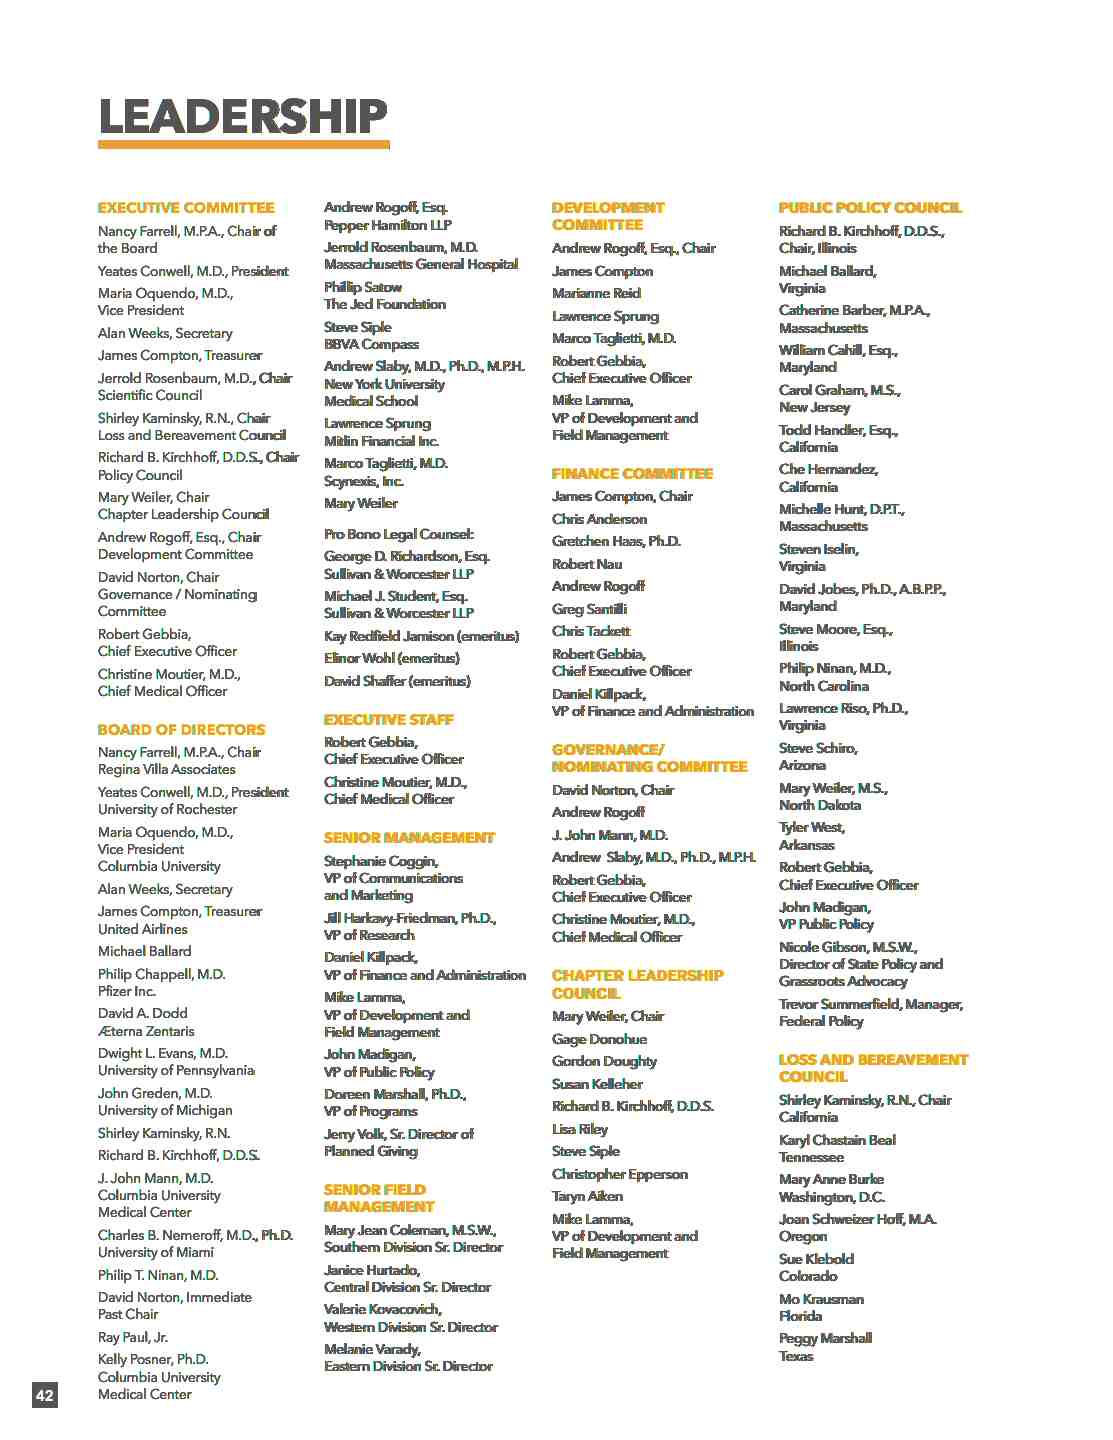 LEADERSHIP
EXECUTIVE COMMITTEE
Nancy Farrell, M.P.A., Chair of
the Board
Yeates Conwell, M.D., President
Maria Oquendo, M.D.,
Vice President
Alan Weeks, Secretary
James Compton, Treasurer
Jerrold Rosenbaum, M.D., Chair
Scientific Council
Shirley Kaminsky, R.N., Chair
Loss and Bereavement Council
Richard B. Kirchhoff, D.D.S., Chair
Policy Council
Mary Weiler, Chair
Chapter Leadership Council
Andrew Rogoff, Esq., Chair
Development Committee
David Norton, Chair
Governance / Nominating
Committee
Robert Gebbia,
Chief Executive Officer
Christine Moutier, M.D.,
Chief Medical Officer
BOARD OF DIRECTORS
Nancy Farrell, M.P.A., Chair
Regina Villa Associates
Yeates Conwell, M.D., President
University of Rochester
Maria Oquendo, M.D.,
Vice President
Columbia University
Alan Weeks, Secretary
James Compton, Treasurer
United Airlines
Michael Ballard
Philip Chappell, M.D.
Pfizer Inc.
David A. Dodd
Æterna Zentaris
Dwight L. Evans, M.D.
University of Pennsylvania
John Greden, M.D.
University of Michigan
Shirley Kaminsky, R.N.
Richard B. Kirchhoff, D.D.S.
J. John Mann, M.D.
Columbia University
Medical Center
Charles B. Nemeroff, M.D., Ph.D.
University of Miami
Philip T. Ninan, M.D.
David Norton, Immediate
Past Chair
Ray Paul, Jr.
Kelly Posner, Ph.D.
Columbia University
Medical Center
Andrew Rogoff, Esq.
Pepper Hamilton LLP
Jerrold Rosenbaum, M.D.
Massachusetts General Hospital
Phillip Satow
The Jed Foundation
Steve Siple
BBVA Compass
Andrew Slaby, M.D., Ph.D., M.P.H.
New York University
Medical School
Lawrence Sprung
Mitlin Financial Inc.
Marco Taglietti, M.D.
Scynexis, Inc.
Mary Weiler
Pro Bono Legal Counsel:
George D. Richardson, Esq.
Sullivan & Worcester LLP
Michael J. Student, Esq.
Sullivan & Worcester LLP
Kay Redfield Jamison (emeritus)
Elinor Wohl (emeritus)
David Shaffer (emeritus)
EXECUTIVE STAFF
Robert Gebbia,
Chief Executive Officer
Christine Moutier, M.D.,
Chief Medical Officer
SENIOR MANAGEMENT
Stephanie Coggin,
VP of Communications
and Marketing
Jill Harkavy-Friedman, Ph.D.,
VP of Research
Daniel Killpack,
VP of Finance and Administration
Mike Lamma,
VP of Development and
Field Management
John Madigan,
VP of Public Policy
Doreen Marshall, Ph.D.,
VP of Programs
Jerry Volk, Sr. Director of
Planned Giving
SENIOR FIELD
MANAGEMENT
Mary Jean Coleman, M.S.W.,
Southern Division Sr. Director
Janice Hurtado,
Central Division Sr. Director
Valerie Kovacovich,
Western Division Sr. Director
Melanie Varady,
Eastern Division Sr. Director
DEVELOPMENT
COMMITTEE
Andrew Rogoff, Esq., Chair
James Compton
Marianne Reid
Lawrence Sprung
Marco Taglietti, M.D.
Robert Gebbia,
Chief Executive Officer
Mike Lamma,
VP of Development and
Field Management
FINANCE COMMITTEE
James Compton, Chair
Chris Anderson
Gretchen Haas, Ph.D.
Robert Nau
Andrew Rogoff
Greg Santilli
Chris Tackett
Robert Gebbia,
Chief Executive Officer
Daniel Killpack,
VP of Finance and Administration
GOVERNANCE/
NOMINATING COMMITTEE
David Norton, Chair
Andrew Rogoff
J. John Mann, M.D.
Andrew Slaby, M.D., Ph.D., M.P.H.
Robert Gebbia,
Chief Executive Officer
Christine Moutier, M.D.,
Chief Medical Officer
CHAPTER LEADERSHIP
COUNCIL
Mary Weiler, Chair
Gage Donohue
Gordon Doughty
Susan Kelleher
Richard B. Kirchhoff, D.D.S.
Lisa Riley
Steve Siple
Christopher Epperson
Taryn Aiken
Mike Lamma,
VP of Development and
Field Management
PUBLIC POLICY COUNCIL
Richard B. Kirchhoff, D.D.S.,
Chair, Illinois
Michael Ballard,
Virginia
Catherine Barber, M.P.A.,
Massachusetts
William Cahill, Esq.,
Maryland
Carol Graham, M.S.,
New Jersey
Todd Handler, Esq.,
California
Che Hernandez,
California
Michelle Hunt, D.P.T.,
Massachusetts
Steven Iselin,
Virginia
David Jobes, Ph.D., A.B.P.P.,
Maryland
Steve Moore, Esq.,
Illinois
Philip Ninan, M.D.,
North Carolina
Lawrence Riso, Ph.D.,
Virginia
Steve Schiro,
Arizona
Mary Weiler, M.S.,
North Dakota
Tyler West,
Arkansas
Robert Gebbia,
Chief Executive Officer
John Madigan,
VP Public Policy
Nicole Gibson, M.S.W.,
Director of State Policy and
Grassroots Advocacy
Trevor Summerfield, Manager,
Federal Policy
LOSS AND BEREAVEMENT
COUNCIL
Shirley Kaminsky, R.N., Chair
California
Karyl Chastain Beal
Tennessee
Mary Anne Burke
Washington, D.C.
Joan Schweizer Hoff, M.A.
Oregon
Sue Klebold
Colorado
Mo Krausman
Florida
Peggy Marshall
Texas
42